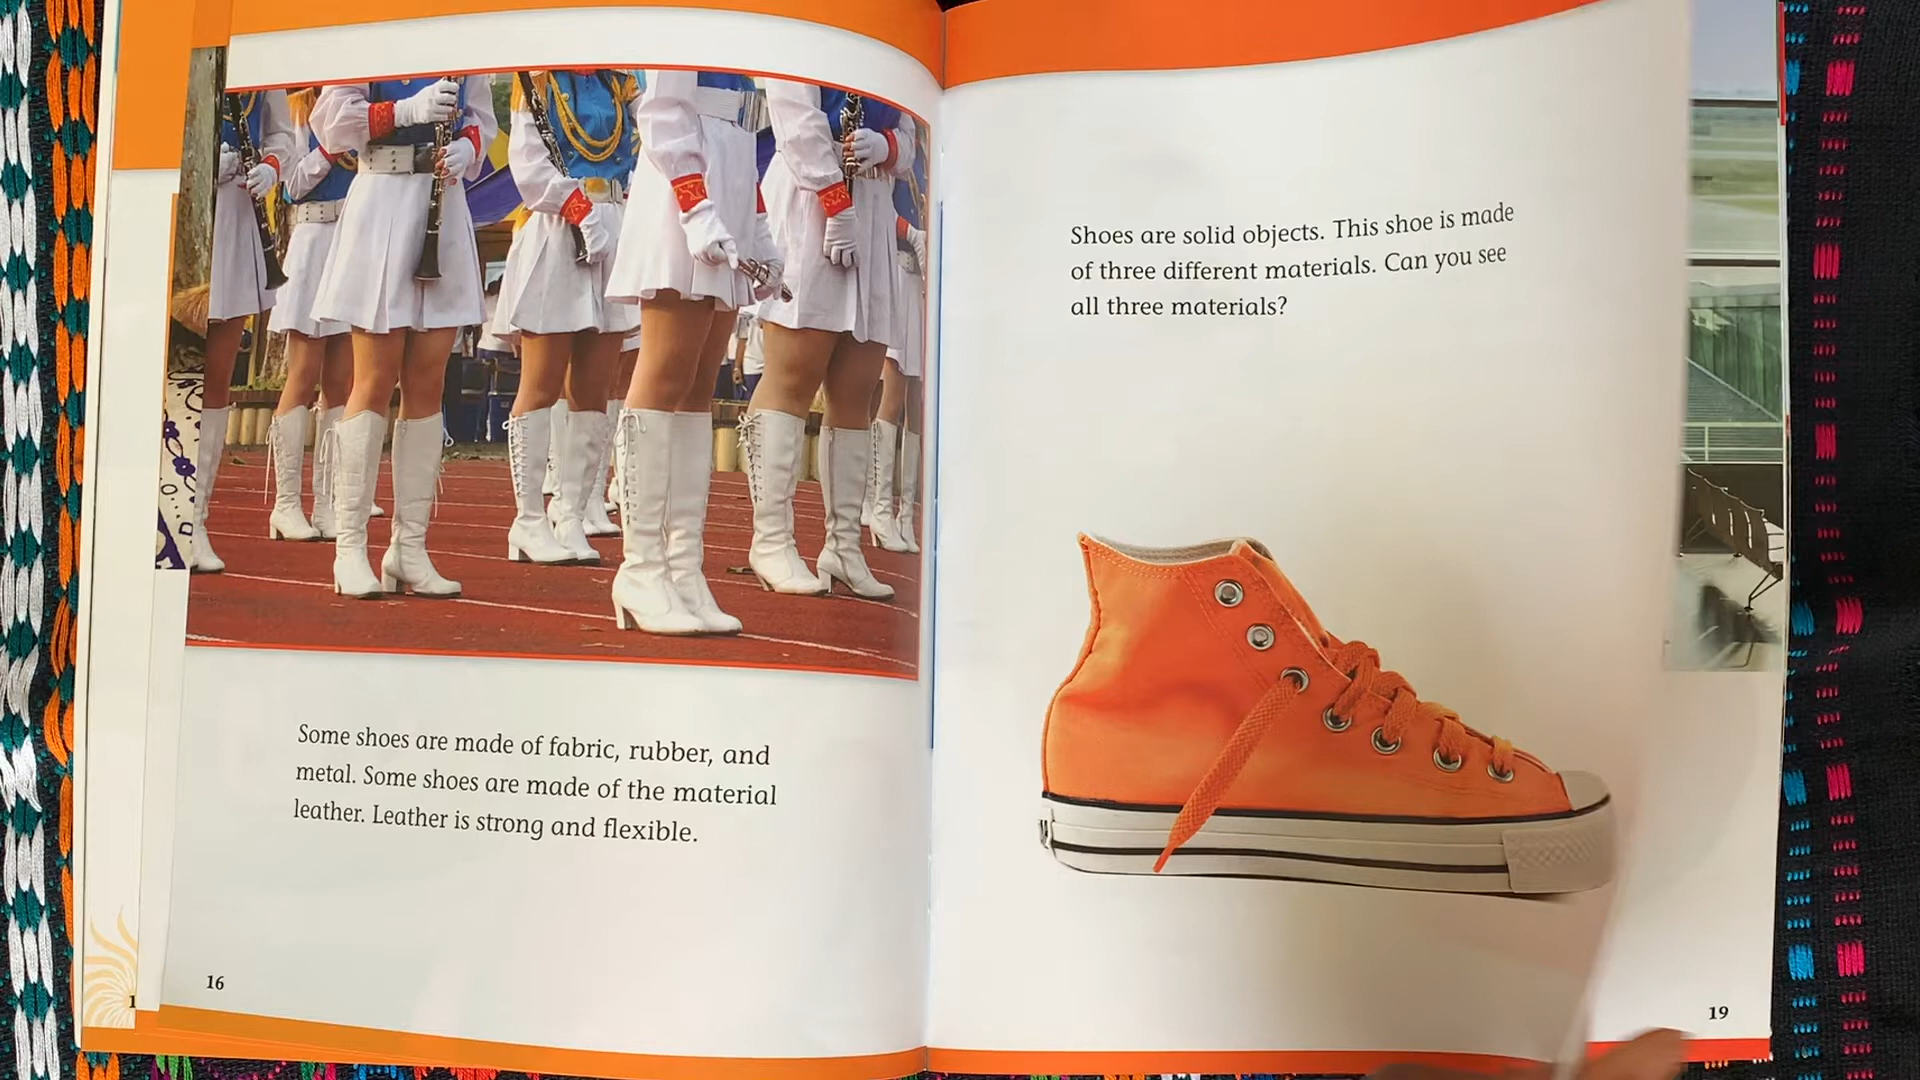 Some shoes are made of fabric, rubber, and
metal. Some shoes are made of the material
leather. Leather is strong and flexible.
16
Shoes are solid objects. This shoe is made
of three different materials. Can you see
all three materials?
19